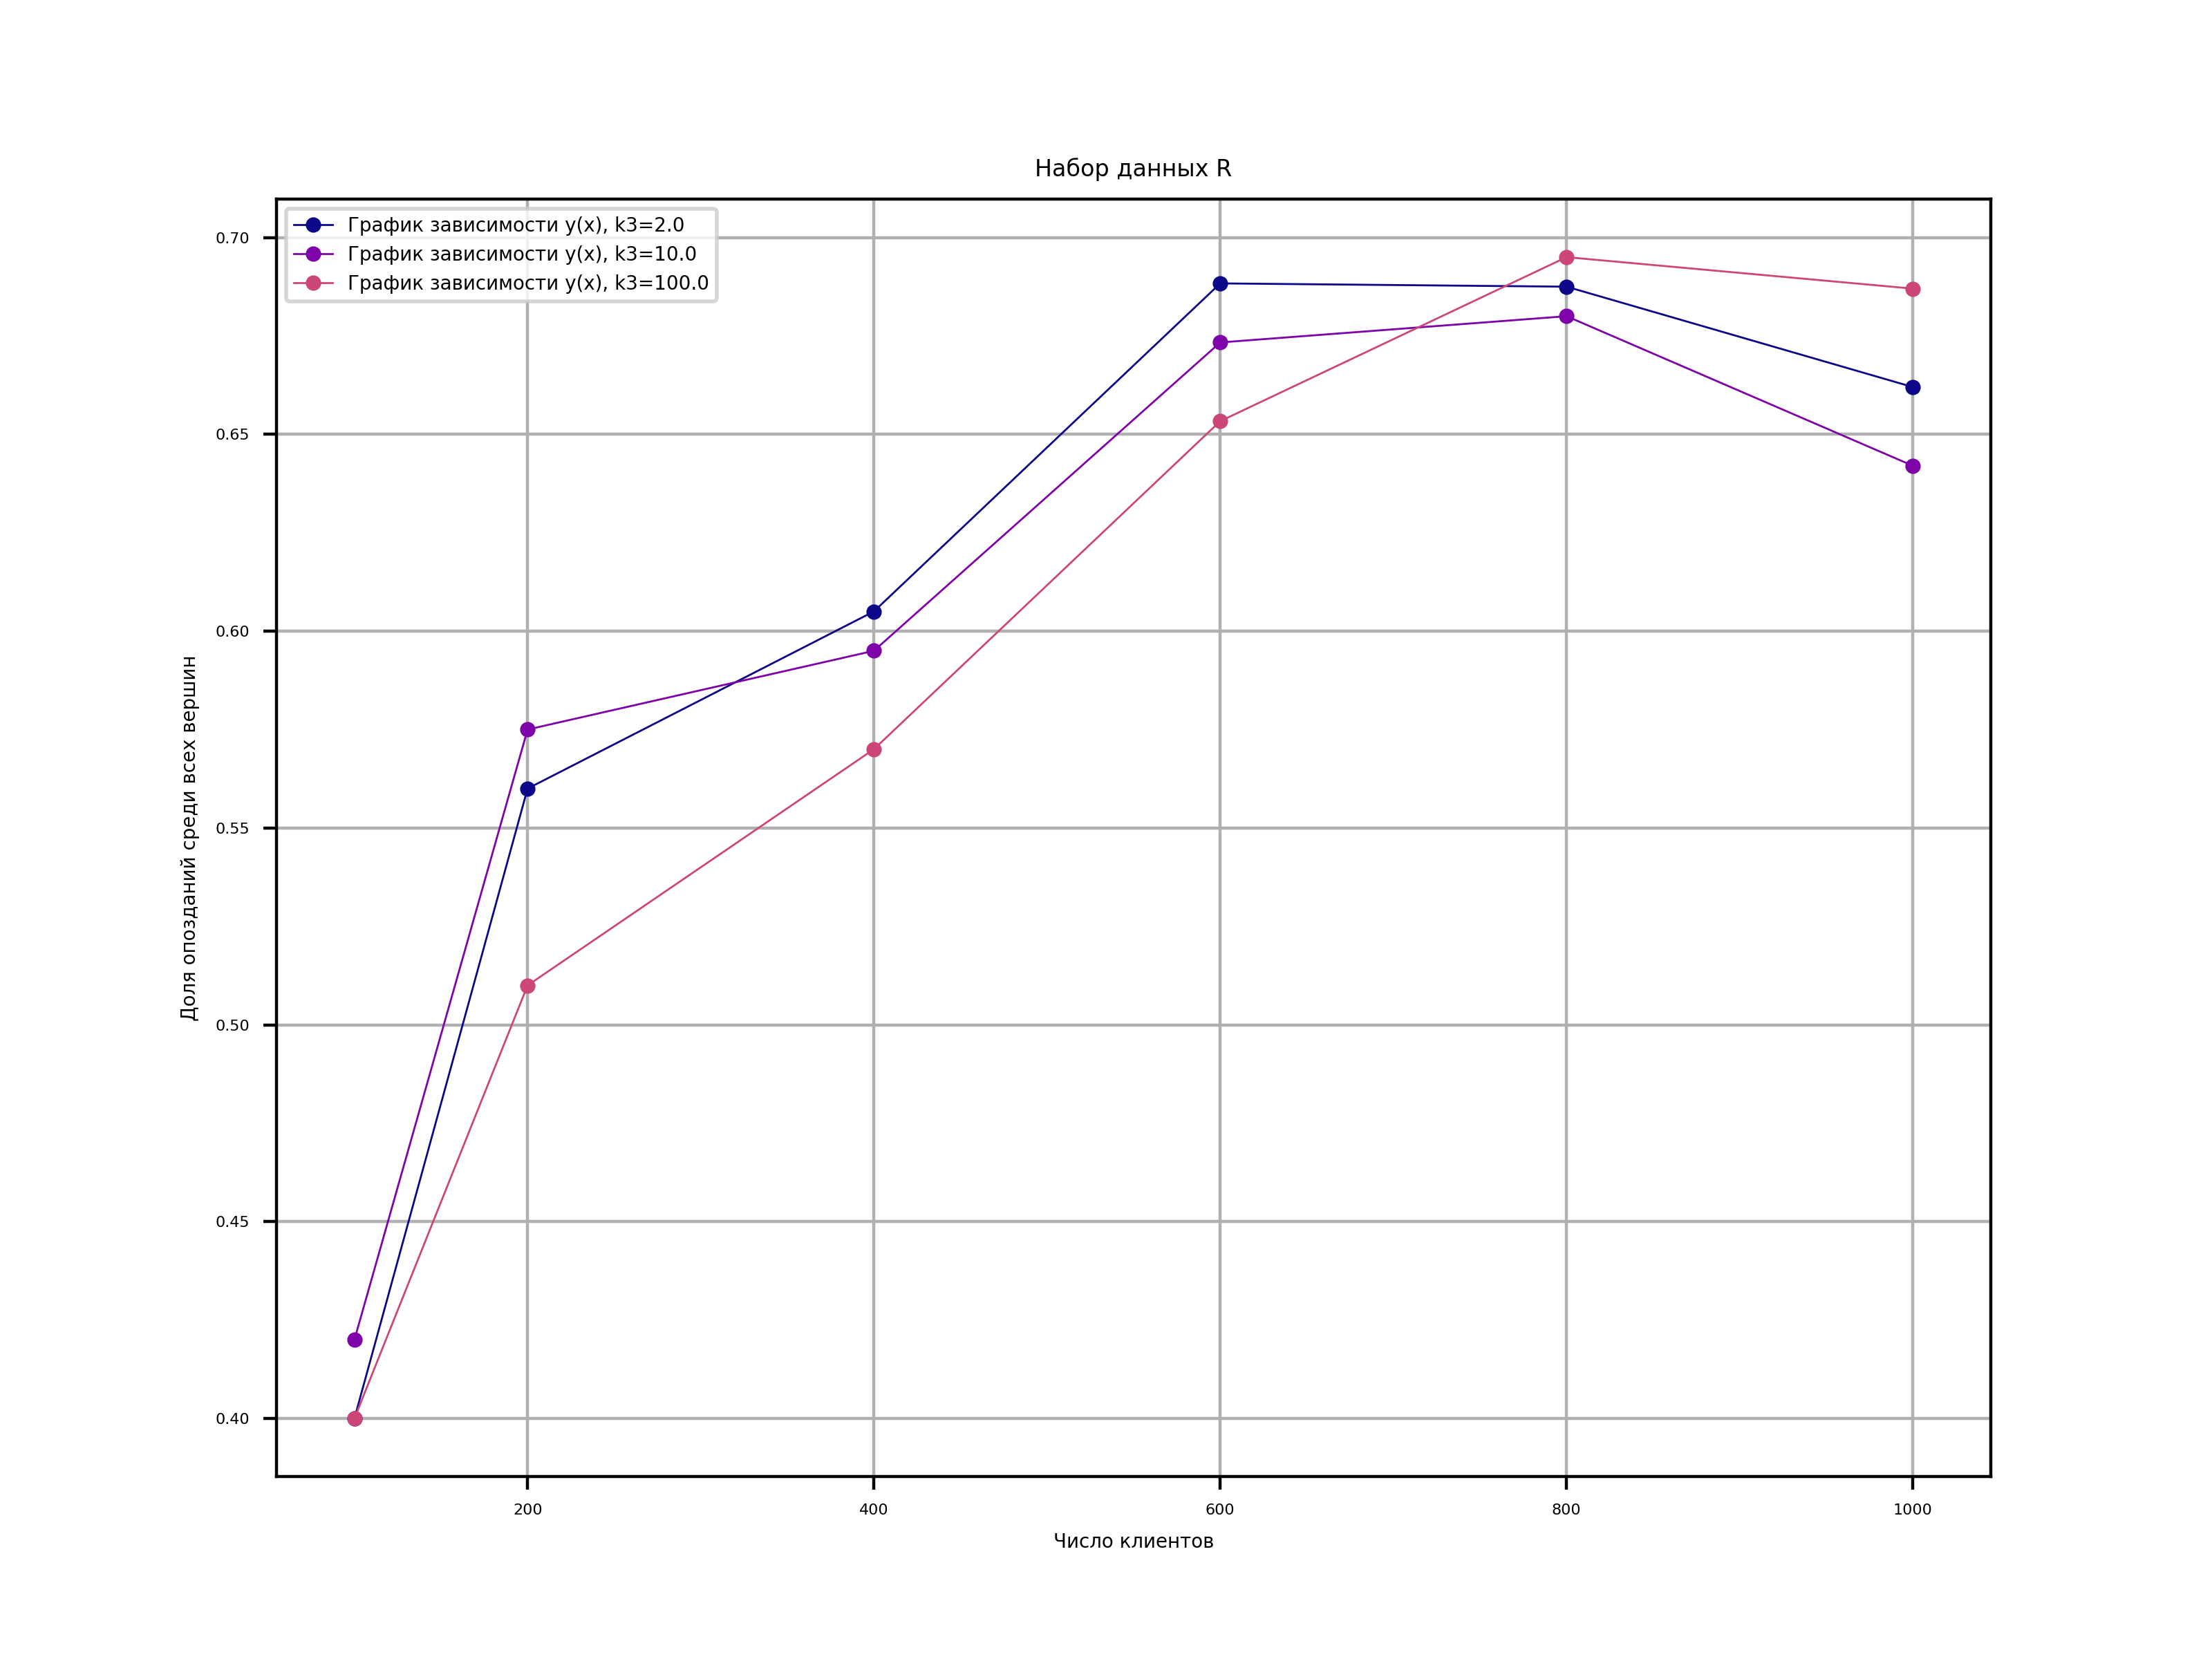 Набор данных R
График зависимости y(x), k3=2.0
График зависимости y(x), k3=10.0
График зависимости y(x), k3=100.0
0.70
0.65
0.60
0.55
0.50
0.45
0.40
Доля опозданий среди всех вершин
200 400 600 800 1000
Число клиентов